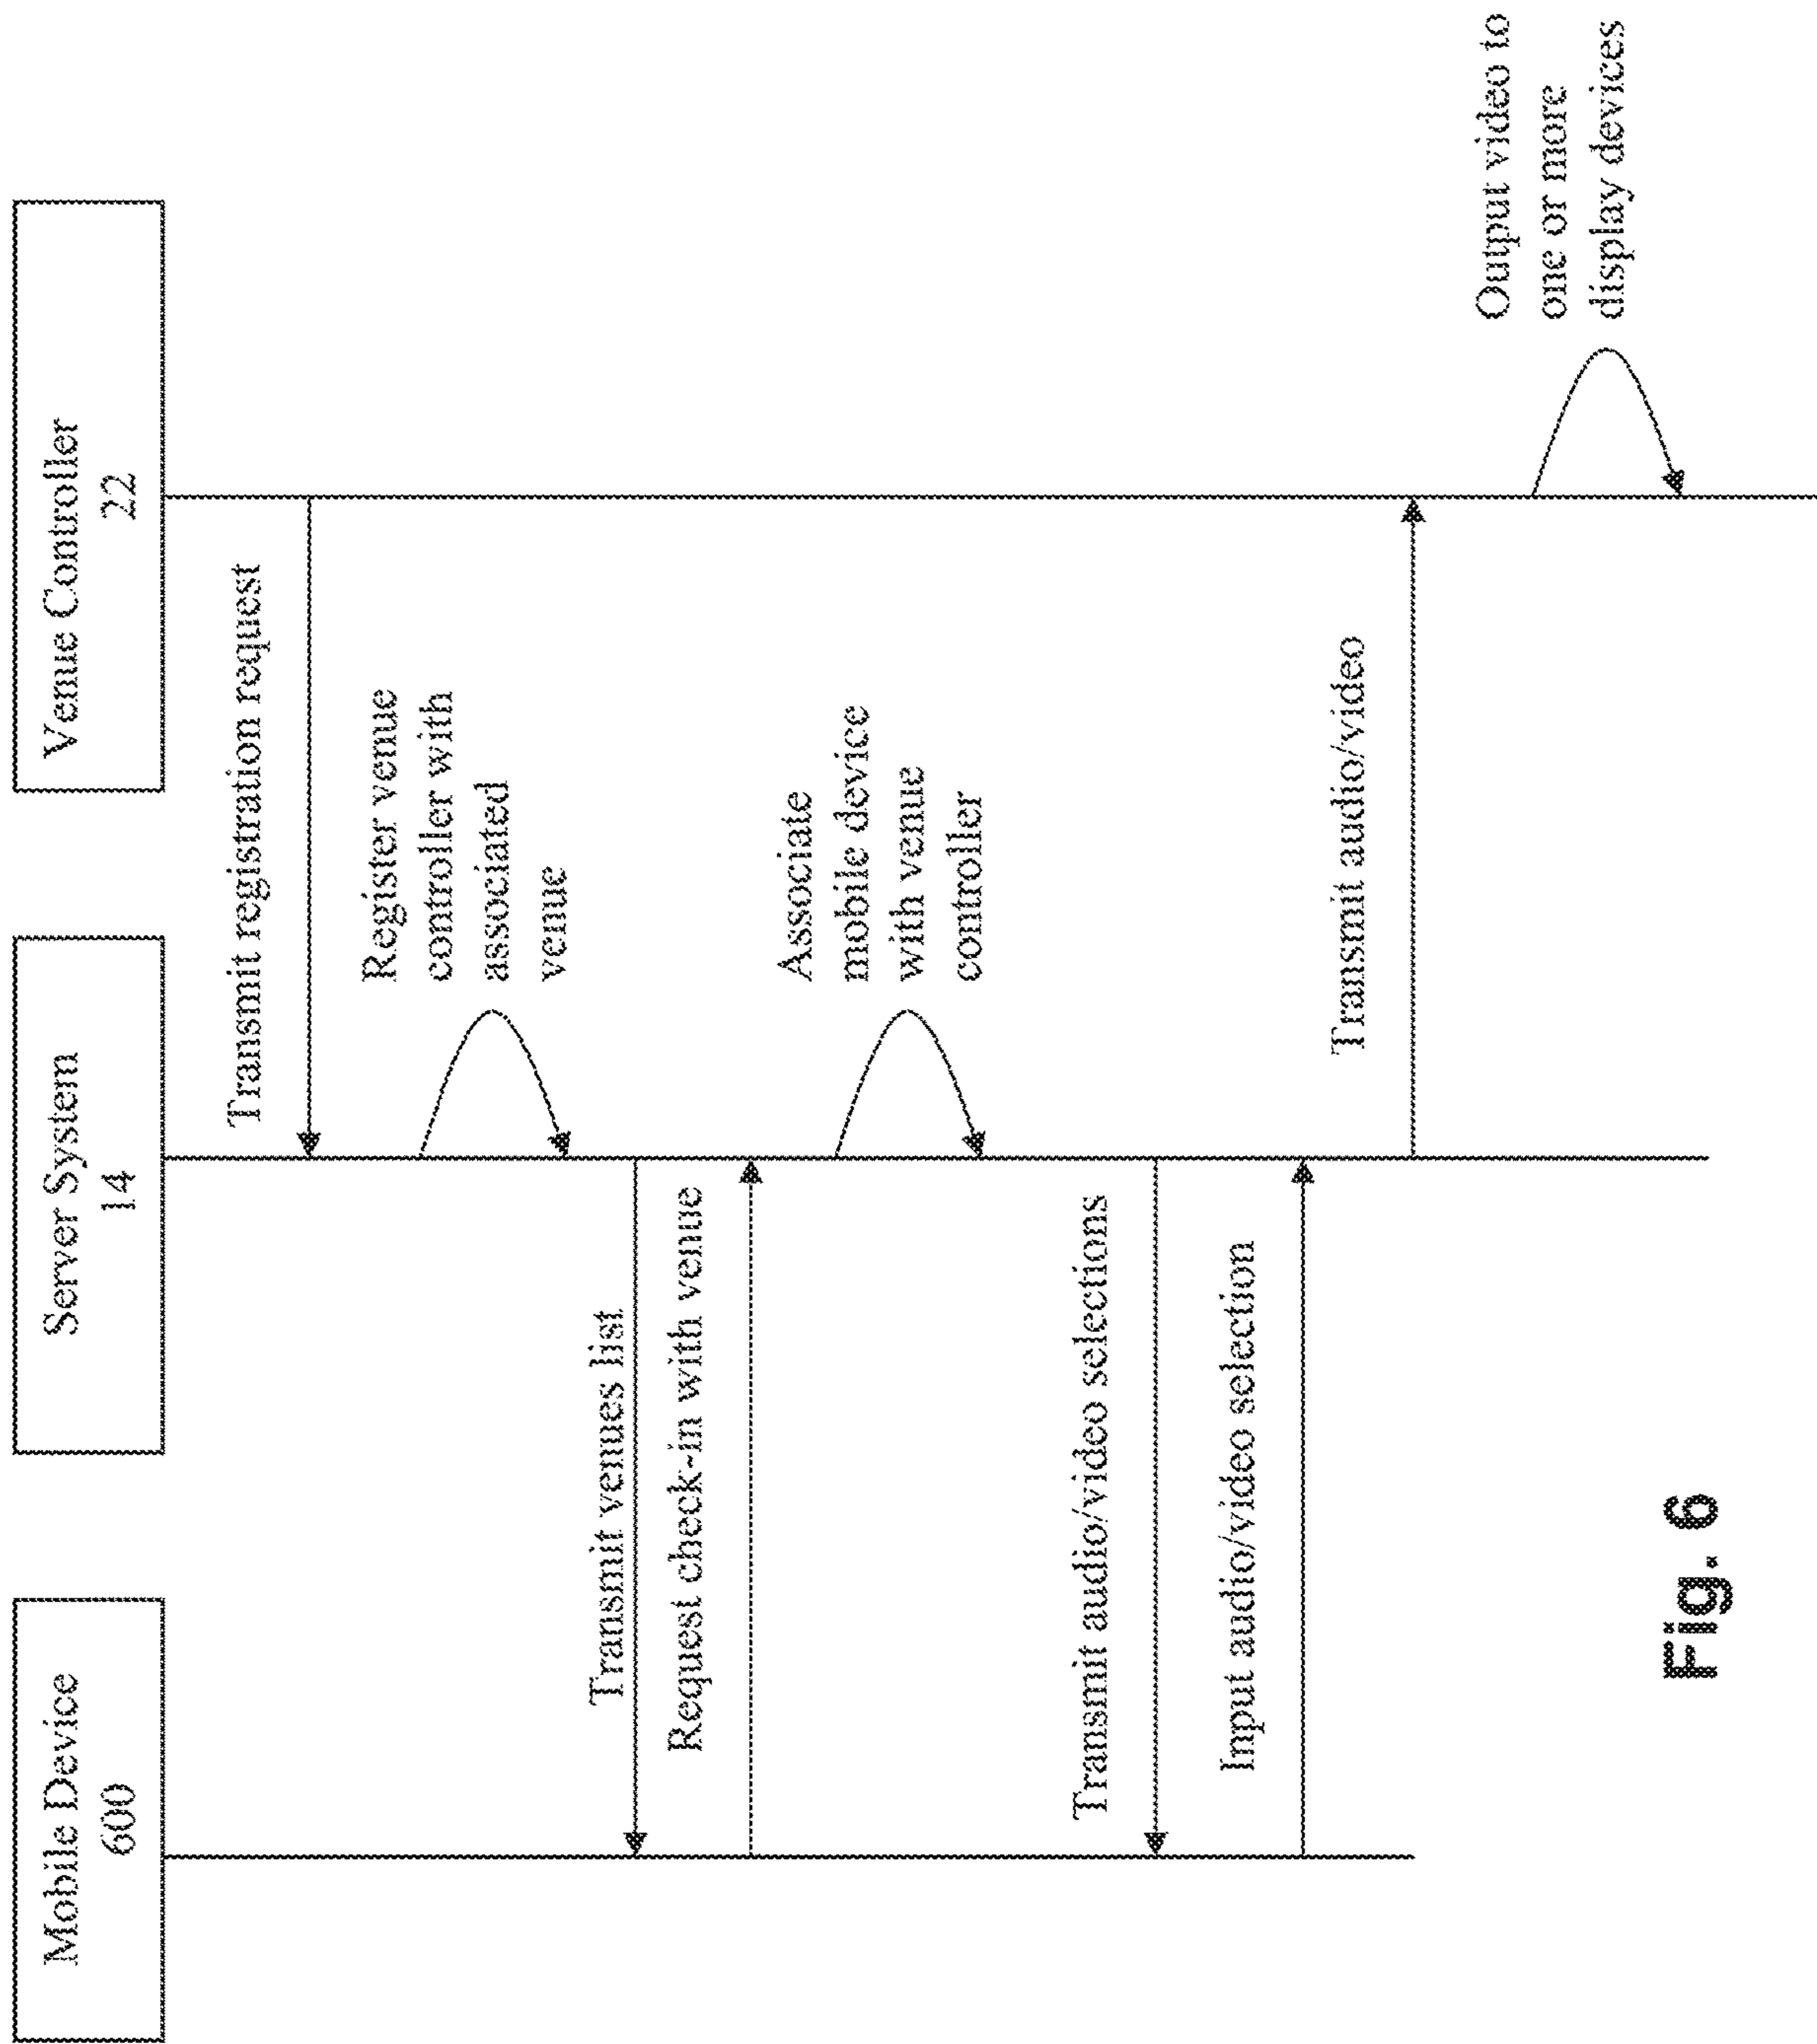 Mobile Device
600
Server System
14
Venue Controller
22
Transmit registration request
Register venue
controller with
associated
venue
Transmit venues list
Request check-in with venue
Associate
mobile device
with venue
controller
Transmit audio/video selections
Input audio/video selection
Transmit audio/video
Output video to
one or more
display devices
Fig. 6